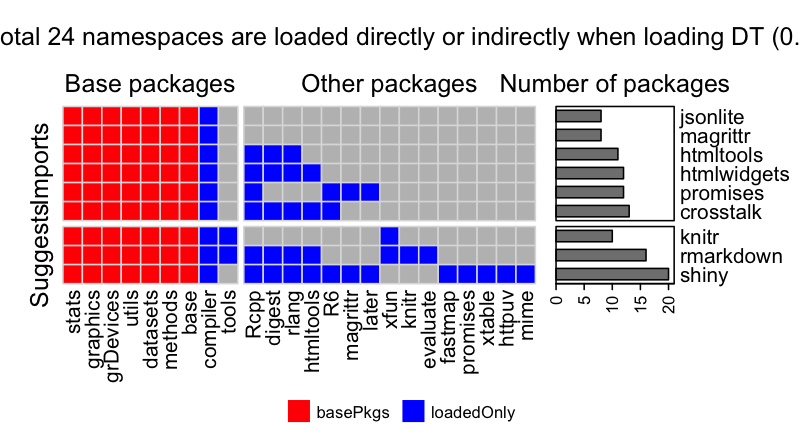 otal 24 namespaces are loaded directly or indirectly when loading DT (0.
Base packages
Other packages
Number of packages
Imports
Suggests
jsonlite
magrittr
htmltools
htmlwidgets
promises
crosstalk
knitr
rmarkdown
shiny
0
5
10
15
20
stats
graphics
grDevices
utils
datasets
methods
base
compiler
tools
Rcpp
digest
rlang
htmltools
R6
magrittr
later
xfun
knitr
evaluate
fastmap
promises
xtable
httpuv
mime
basePkgs
loadedOnly